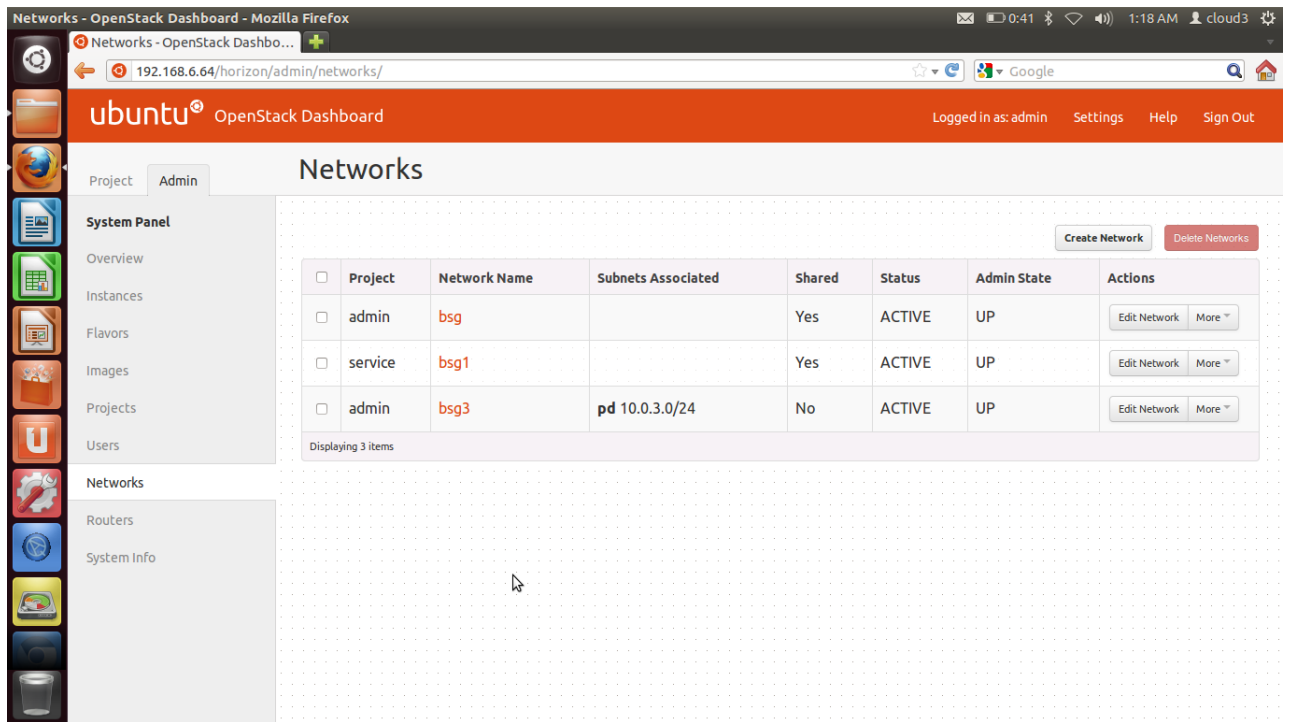 Networks - OpenStack Dashboard - Mozilla Firefox 0:41 1:18 AM cloud3
Networks - OpenStack Dashbo...
192.168.6.64/horizon/admin/networks/ Google
ubuntu OpenStack Dashboard Logged in as: admin Settings Help Sign Out
Project Admin Networks
System Panel
Overview
Instances
Flavors
Images
Projects
Users
Networks
Routers
System Info
Create Network Delete Networks
Project Network Name Subnets Associated Shared Status Admin State Actions
admin bsg Yes ACTIVE UP Edit Network More
service bsg1 Yes ACTIVE UP Edit Network More
admin bsg3 pd 10.0.3.0/24 No ACTIVE UP Edit Network More
Displaying 3 items